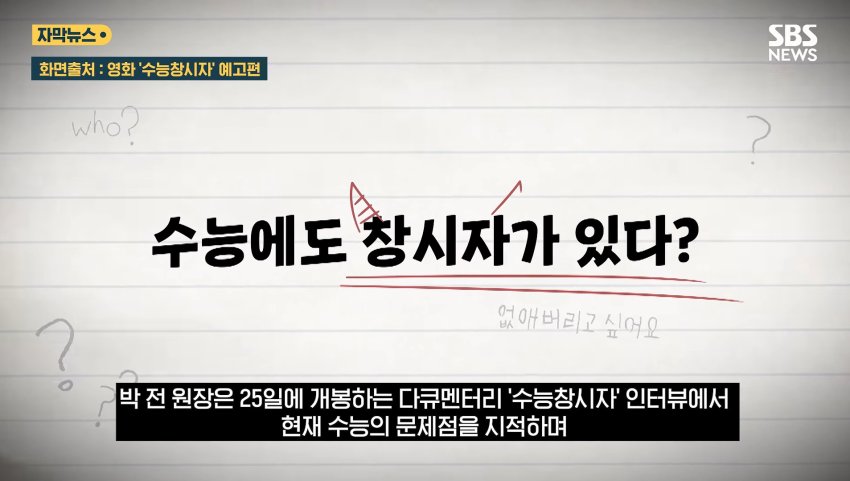 자막뉴스
SBS
NEWS
화면출처 : 영화 '수능창시자' 예고편
who?
?
수능에도 창시자가 있다?
없애버리고 싶어요
?
? ?
박 전 원장은 25일에 개봉하는 다큐멘터리 '수능창시자' 인터뷰에서
현재 수능의 문제점을 지적하며